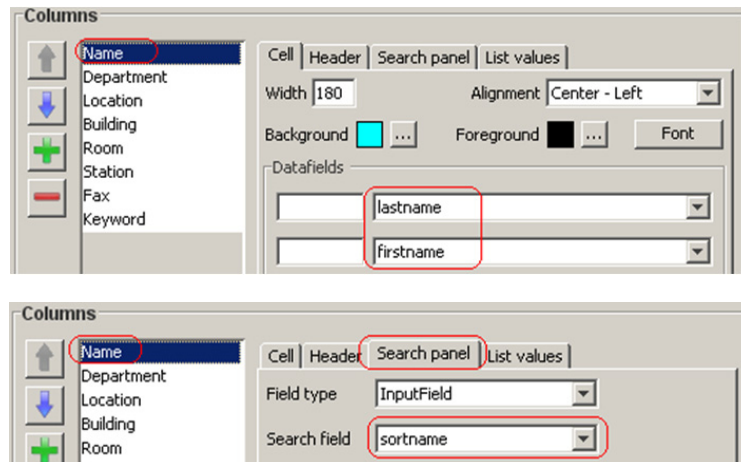 Columns
Name
Department
Location
Building
Room
Station
Fax
Keyword
Cell Header Search panel List values
Width 180 Alignment Center - Left
Background ... Foreground ... Font
Datafields
lastname
firstname
Columns
Name
Department
Location
Building
Room
Cell Header Search panel List values
Field type InputField
Search field sortname